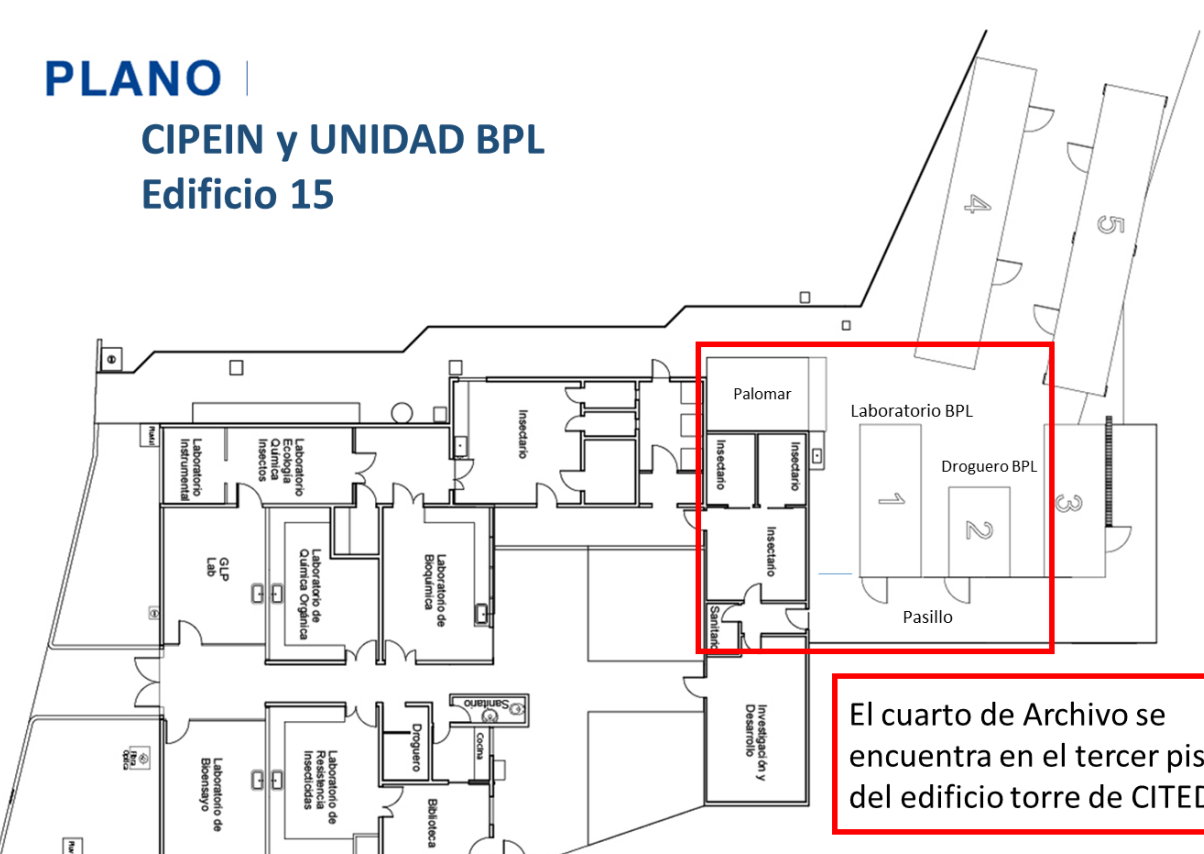 PLANO
CIPEIN y UNIDAD BPL
Edificio 15
4
5
Palomar
Laboratorio BPL
Droguero BPL
1
2
3
Pasillo
Insectario
Insectario
Insectario
Insectario
Sanitario
Laboratorio
Instrumental
Laboratorio
Ecología
Química
Insectos
GLP
Lab
Laboratorio de
Química Orgánica
Laboratorio de
Bioquímica
Sanitario
Droguero
Cocina
Investigación y
Desarrollo
Laboratorio de
Bioensayo
Laboratorio de
Resistencia
Insecticidas
Biblioteca
Fibra
Óptica
El cuarto de Archivo se
encuentra en el tercer pis
del edificio torre de CITED